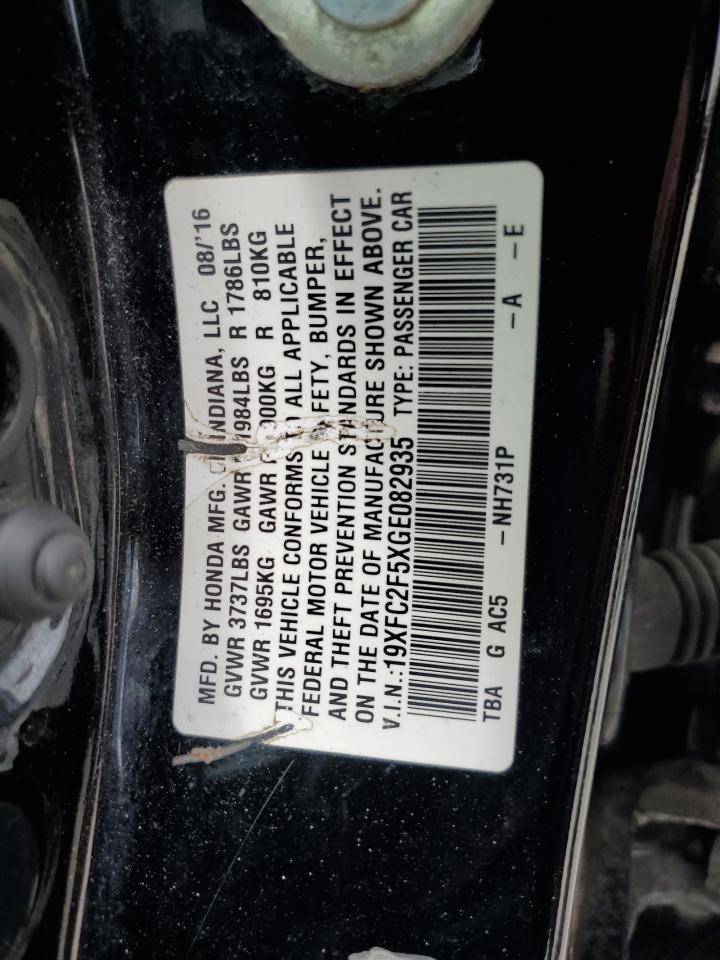 MFD. BY HONDA MFG. INDIANA, LLC 08/'16
GVWR 3737LBS GAWR 1984LBS R 1786LBS
GVWR 1695KG GAWR 900KG R 810KG
THIS VEHICLE CONFORMS ALL APPLICABLE
FEDERAL MOTOR VEHICLE BUMPER,
AND THEFT PREVENTION STANDARDS IN EFFECT
ON THE DATE OF MANUFACTURE SHOWN ABOVE.
V.I.N.:19XFC2F5XGE082935 TYPE: PASSENGER CAR
TBA G AC5 -NH731P -A -E